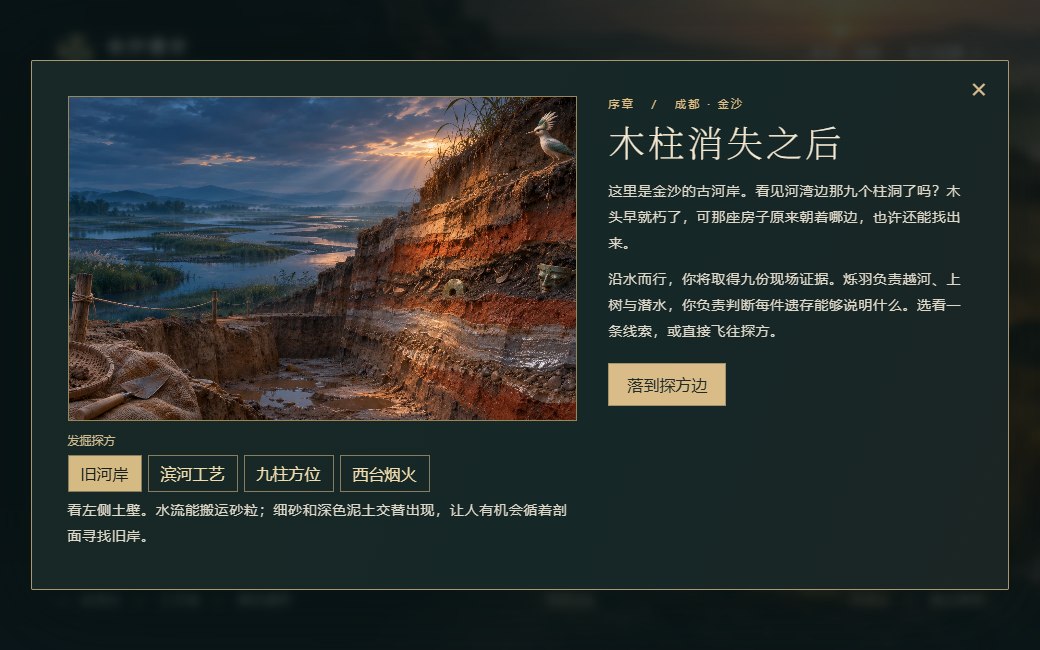 序章 / 成都 · 金沙
木柱消失之后
这里是金沙的古河岸。看见河湾边那九个柱洞了吗？木
头早就朽了，可那座房子原来朝着哪边，也许还能找出
来。
沿水而行，你将取得九份现场证据。烁羽负责越河、上
树与潜水，你负责判断每件遗存能够说明什么。选看一
条线索，或直接飞往探方。
落到探方边
发掘探方
旧河岸 滨河工艺 九柱方位 西台烟火
看左侧土壁。水流能搬运砂粒；细砂和深色泥土交替出现，让人有机会循着剖
面寻找旧岸。